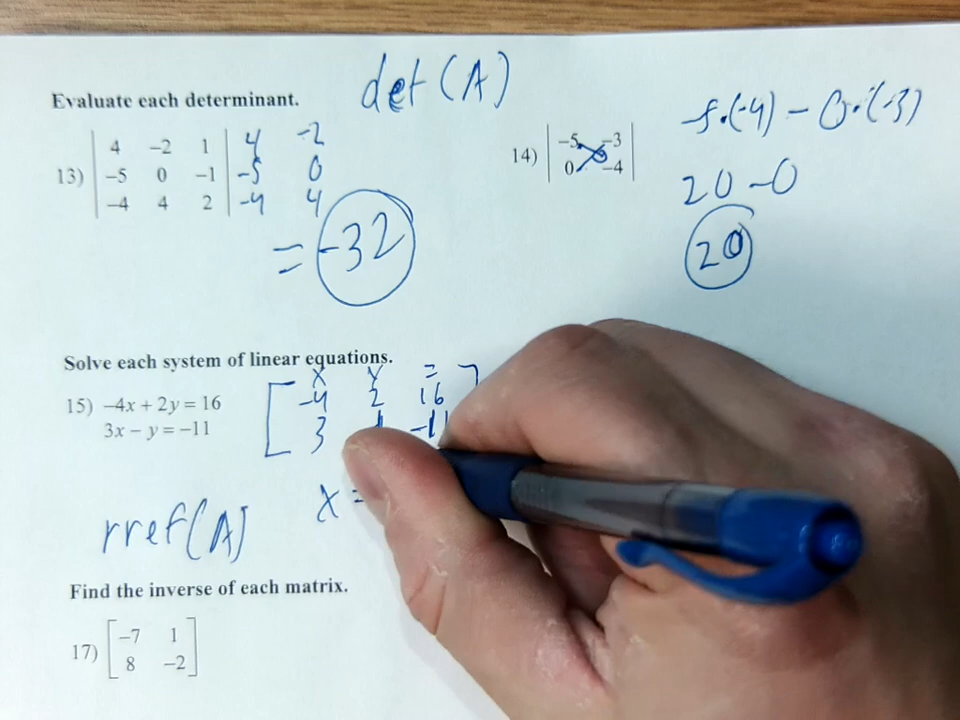 det(A)
Evaluate each determinant.
13) | 4 −2 1 | 4 -2
−5 0 −1 | -5 0
−4 4 2 | -4 4
= -32
14) | −5 −3 |
0 −4
-5·(-4) - 0·(-3)
20 - 0
20
Solve each system of linear equations.
x y =
15) −4x + 2y = 16 [ -4 2 16 ]
3x − y = −11 3 -11
rref(A) x =
Find the inverse of each matrix.
17) [ −7 1 ]
8 −2